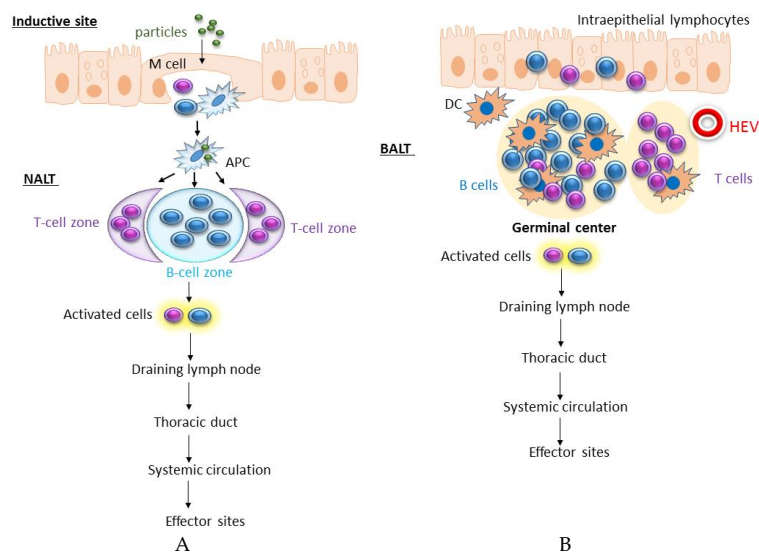 Inductive site
particles
M cell
APC
NALT
T-cell zone
T-cell zone
B-cell zone
Activated cells
Draining lymph node
Thoracic duct
Systemic circulation
Effector sites
A
Intraepithelial lymphocytes
DC
HEV
BALT
B cells
T cells
Germinal center
Activated cells
Draining lymph node
Thoracic duct
Systemic circulation
Effector sites
B